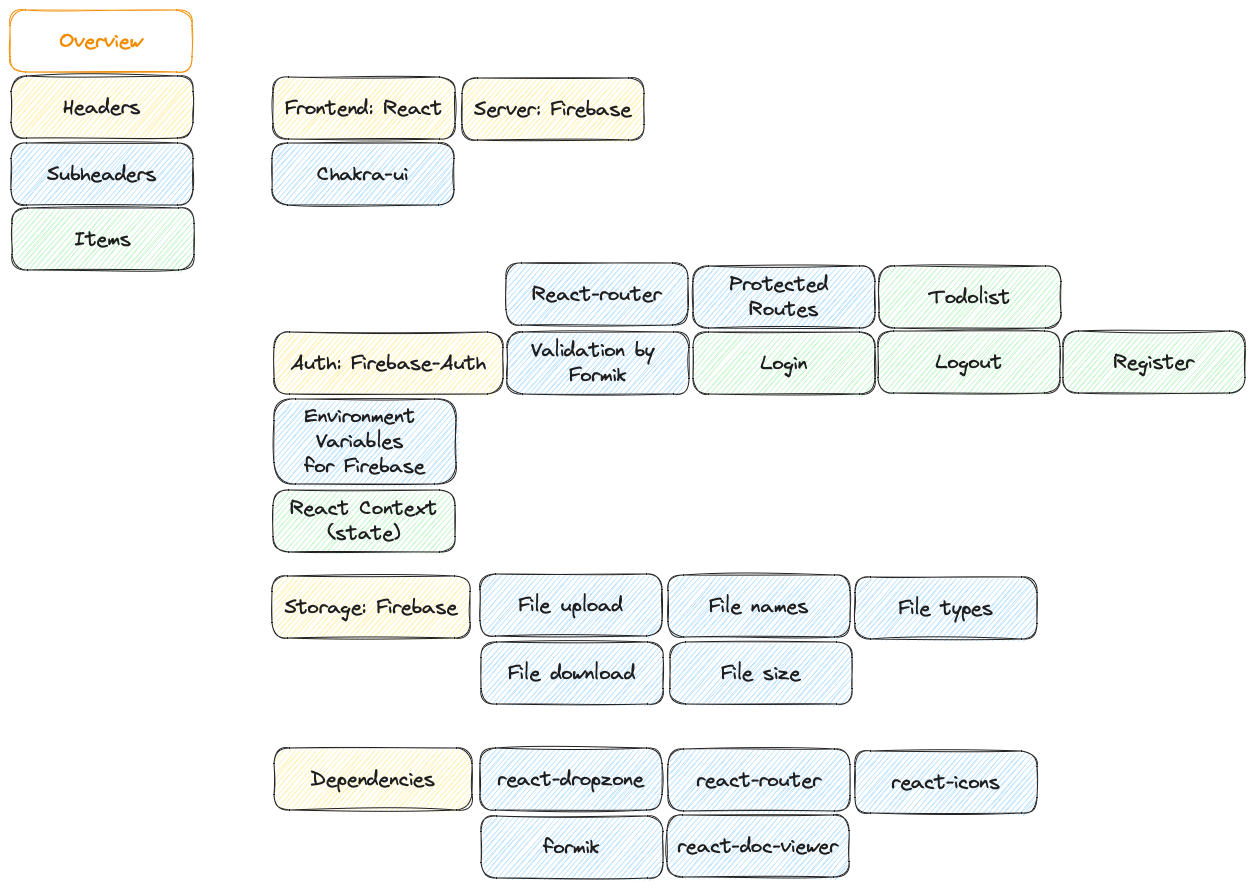 Overview
Headers
Subheaders
Items
Frontend: React
Server: Firebase
Chakra-ui
React-router
Protected
Routes
Todolist
Auth: Firebase-Auth
Validation by
Formik
Login
Logout
Register
Environment
Variables
for Firebase
React Context
(state)
Storage: Firebase
File upload
File names
File types
File download
File size
Dependencies
react-dropzone
react-router
react-icons
formik
react-doc-viewer